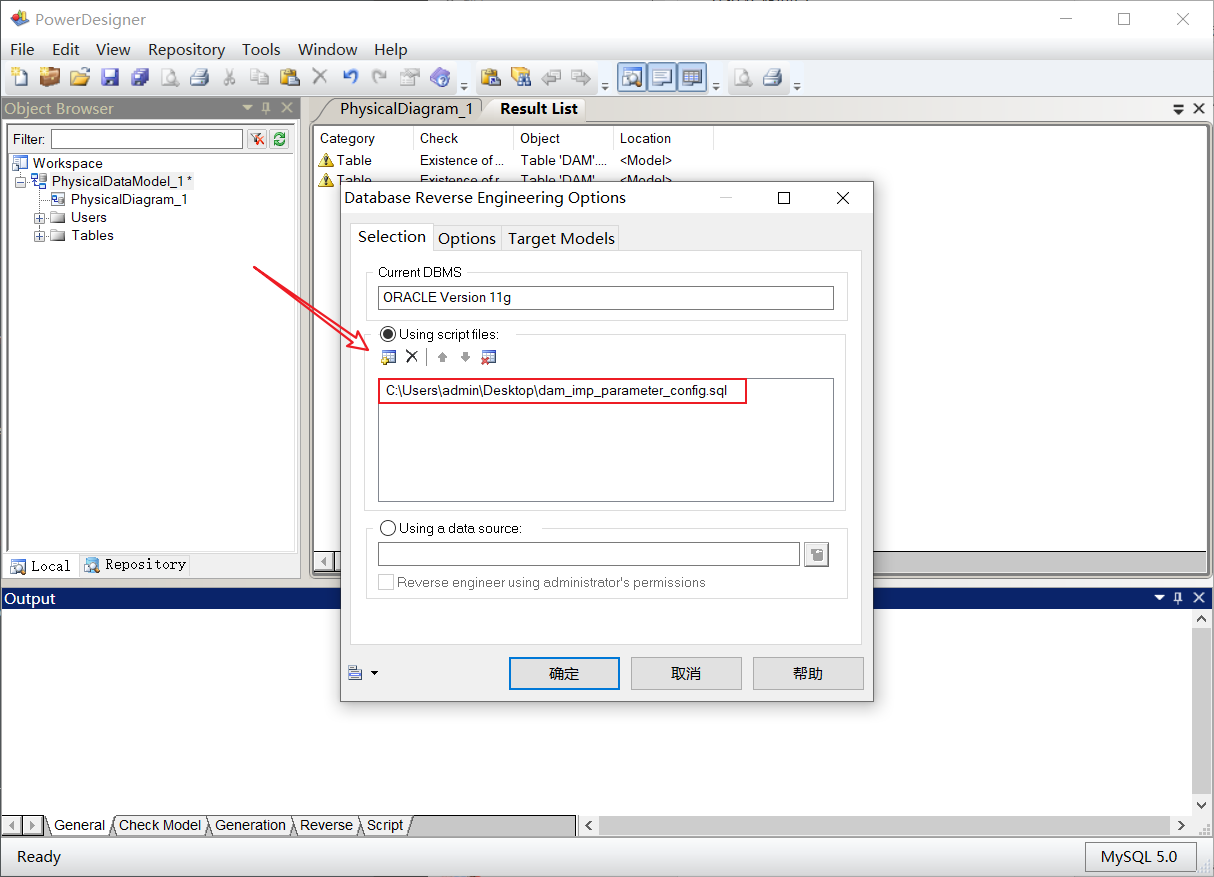 PowerDesigner
File Edit View Repository Tools Window Help
Object Browser
PhysicalDiagram_1 Result List
Filter:
Category Check Object Location
Table Existence of ... Table 'DAM'.... <Model>
Table Existence of r... Table 'DAM'... <Model>
Workspace
PhysicalDataModel_1 *
PhysicalDiagram_1
Users
Tables
Local Repository
Database Reverse Engineering Options
Selection Options Target Models
Current DBMS
ORACLE Version 11g
Using script files:
C:\Users\admin\Desktop\dam_imp_parameter_config.sql
Using a data source:
Reverse engineer using administrator's permissions
确定 取消 帮助
Output
General Check Model Generation Reverse Script
Ready MySQL 5.0